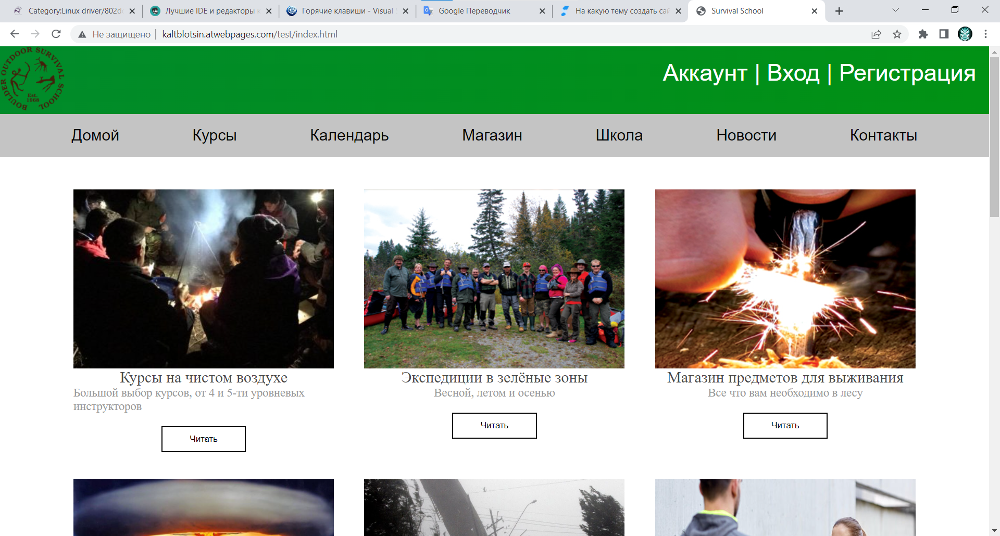 Category:Linux driver/802d
Лучшие IDE и редакторы к
Горячие клавиши - Visual S
Google Переводчик
На какую тему создать сай
Survival School
Не защищено | kaltblotsin.atwebpages.com/test/index.html
BOULDER OUTDOOR SURVIVAL SCHOOL
Est.
1968
Аккаунт | Вход | Регистрация
Домой Курсы Календарь Магазин Школа Новости Контакты
Курсы на чистом воздухе
Большой выбор курсов, от 4 и 5-ти уровневых
инструкторов
Читать
Экспедиции в зелёные зоны
Весной, летом и осенью
Читать
Магазин предметов для выживания
Все что вам необходимо в лесу
Читать